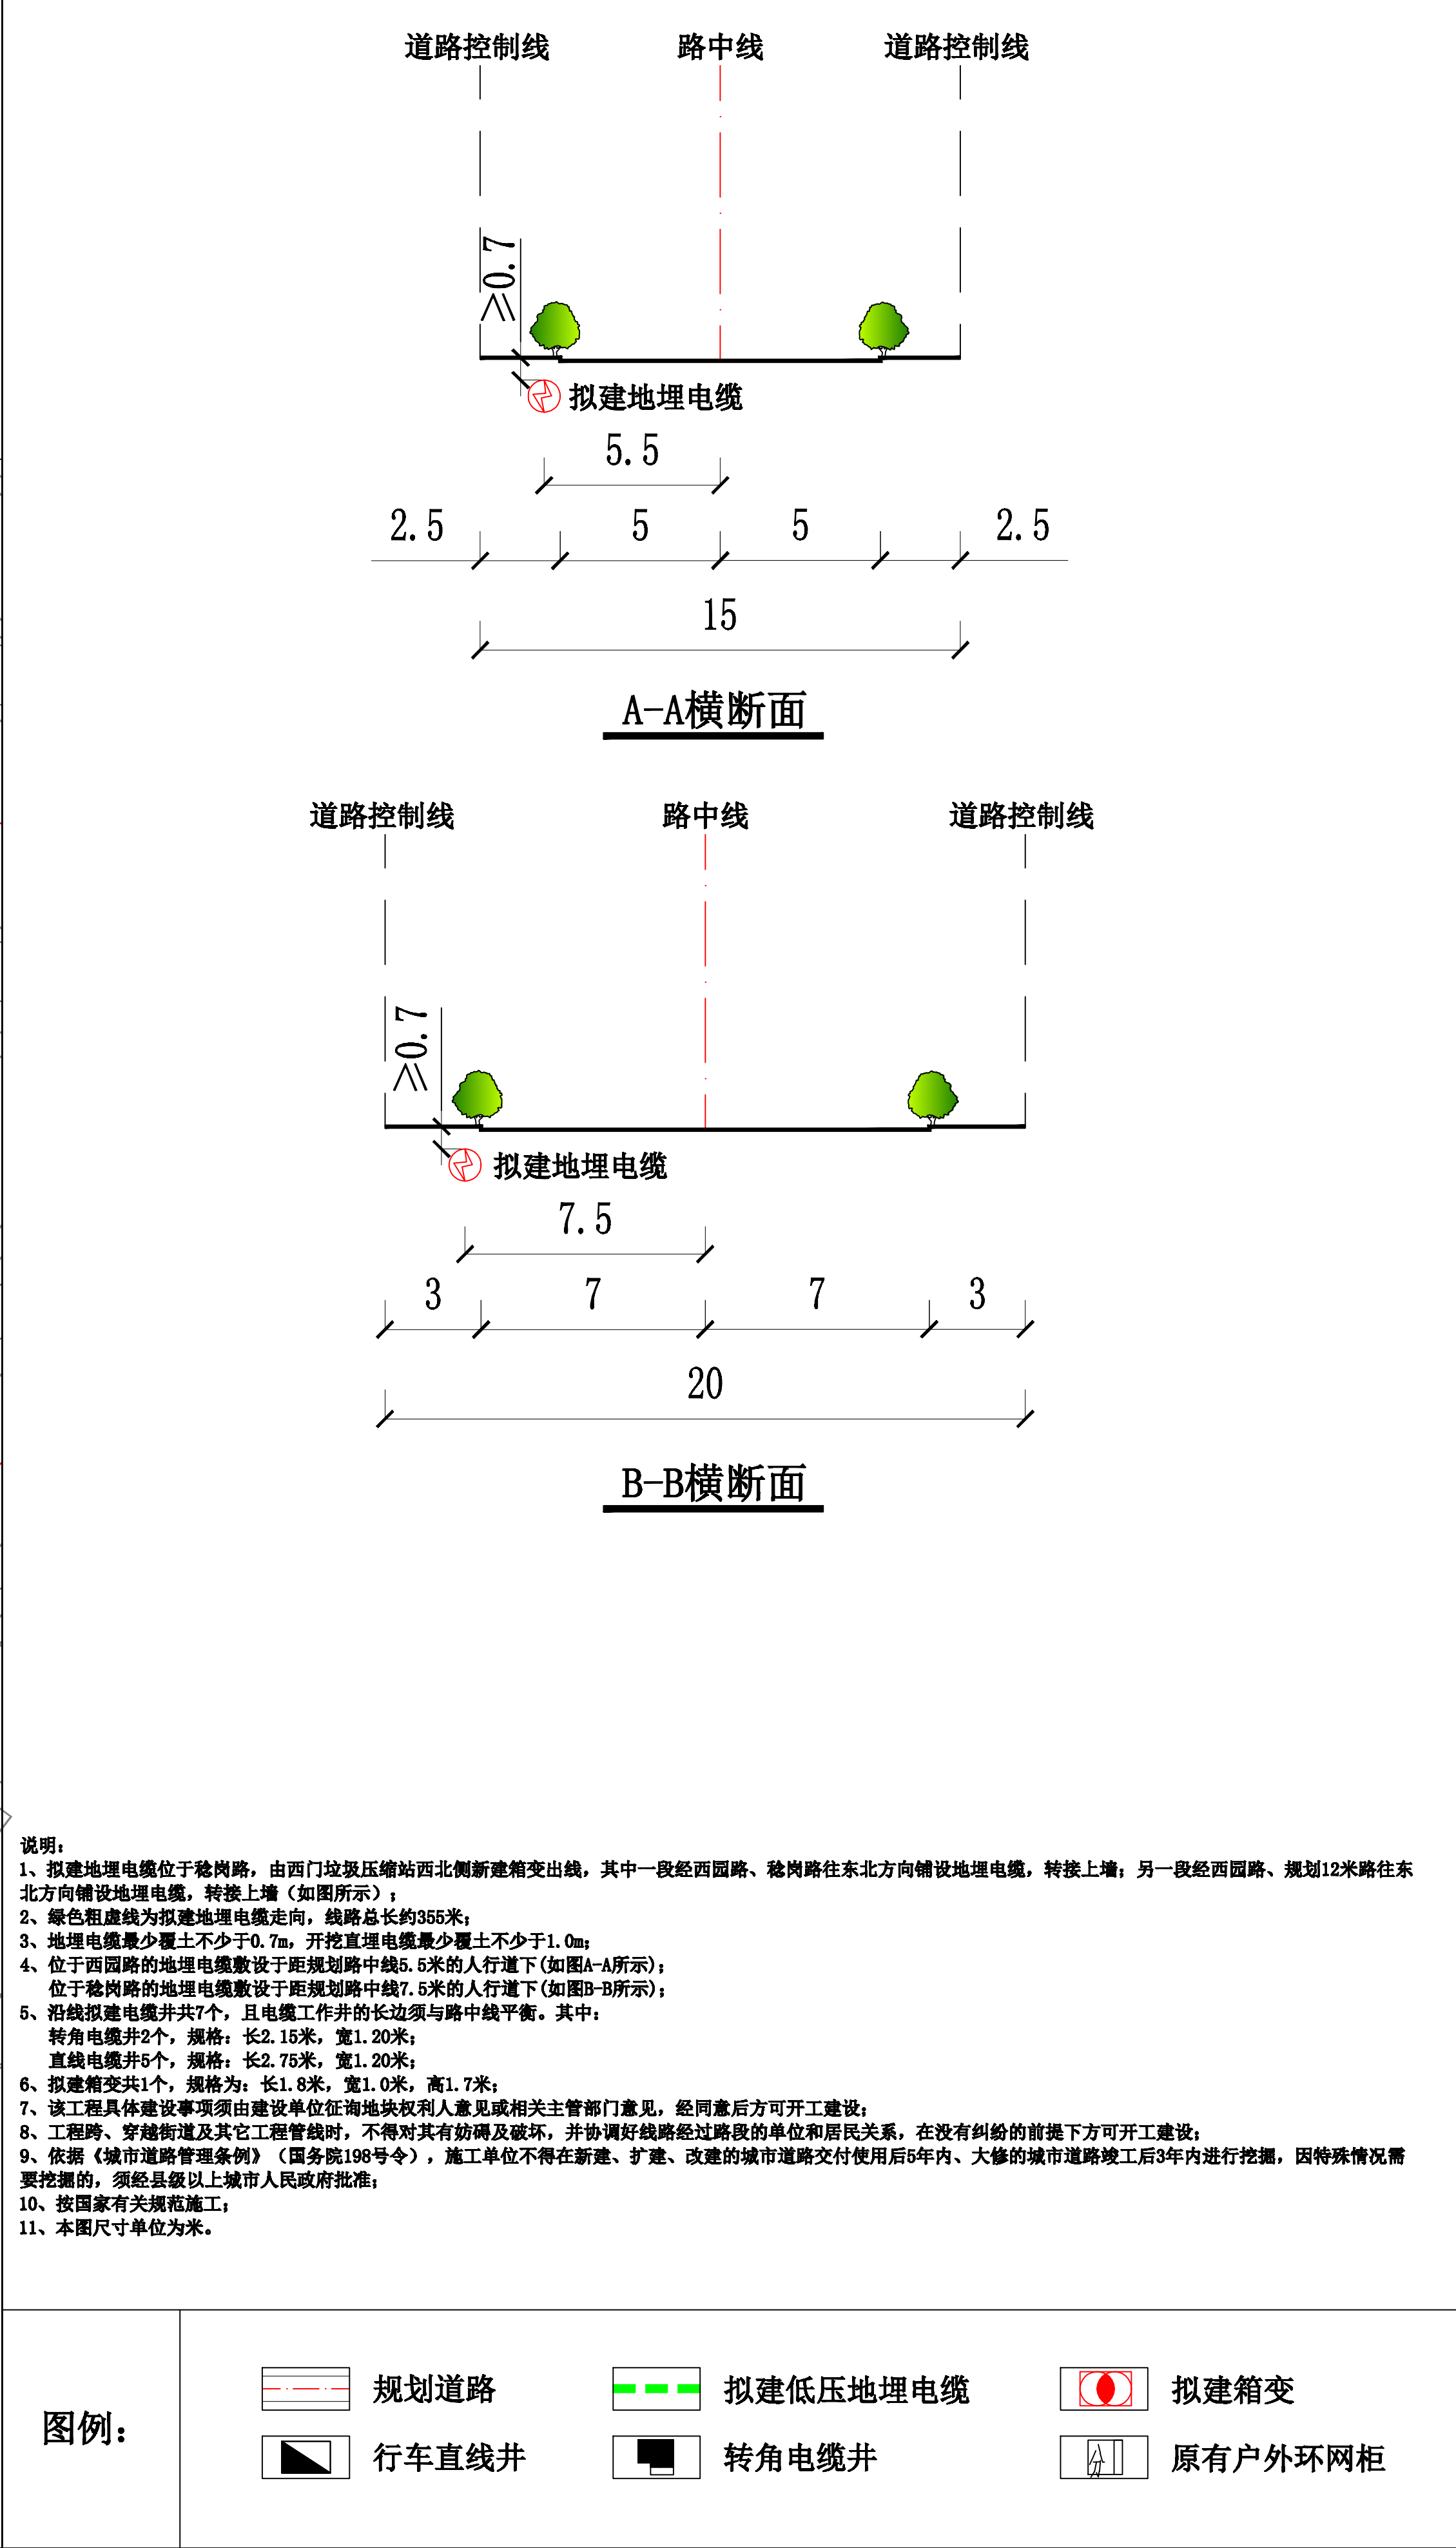 道路控制线 路中线 道路控制线
≥0.7
拟建地埋电缆
5.5
2.5 5 5 2.5
15
A-A横断面
道路控制线 路中线 道路控制线
≥0.7
拟建地埋电缆
7.5
3 7 7 3
20
B-B横断面
说明：
1、拟建地埋电缆位于稔岗路，由西门垃圾压缩站西北侧新建箱变出线，其中一段经西园路、稔岗路往东北方向铺设地埋电缆，转接上墙；另一段经西园路、规划12米路往东
北方向铺设地埋电缆，转接上墙（如图所示）；
2、绿色粗虚线为拟建地埋电缆走向，线路总长约355米；
3、地埋电缆最少覆土不少于0.7m，开挖直埋电缆最少覆土不少于1.0m；
4、位于西园路的地埋电缆敷设于距规划路中线5.5米的人行道下(如图A-A所示)；
位于稔岗路的地埋电缆敷设于距规划路中线7.5米的人行道下(如图B-B所示)；
5、沿线拟建电缆井共7个，且电缆工作井的长边须与路中线平衡。其中：
转角电缆井2个，规格：长2.15米，宽1.20米；
直线电缆井5个，规格：长2.75米，宽1.20米；
6、拟建箱变共1个，规格为：长1.8米，宽1.0米，高1.7米；
7、该工程具体建设事项须由建设单位征询地块权利人意见或相关主管部门意见，经同意后方可开工建设；
8、工程跨、穿越街道及其它工程管线时，不得对其有妨碍及破坏，并协调好线路经过路段的单位和居民关系，在没有纠纷的前提下方可开工建设；
9、依据《城市道路管理条例》（国务院198号令），施工单位不得在新建、扩建、改建的城市道路交付使用后5年内、大修的城市道路竣工后3年内进行挖掘，因特殊情况需
要挖掘的，须经县级以上城市人民政府批准；
10、按国家有关规范施工；
11、本图尺寸单位为米。
图例：
规划道路 拟建低压地埋电缆 拟建箱变
行车直线井 转角电缆井 原有户外环网柜